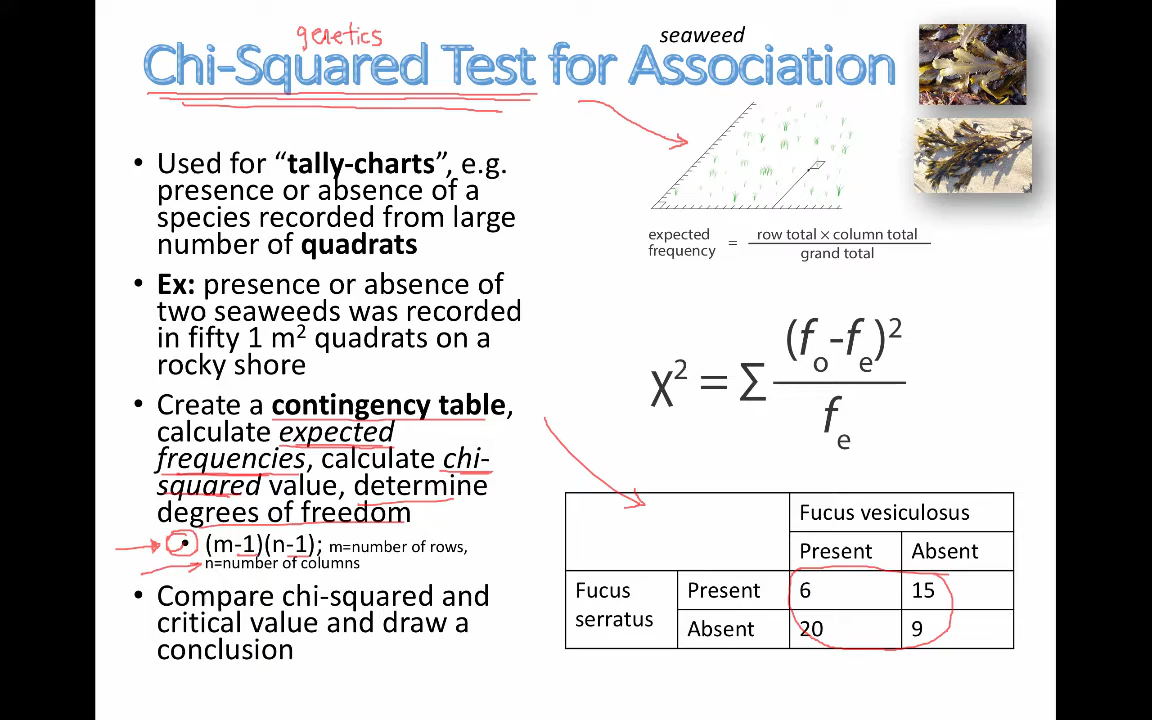 genetics
seaweed
Chi-Squared Test for Association
• Used for “tally-charts”, e.g.
presence or absence of a
species recorded from large
number of quadrats
• Ex: presence or absence of
two seaweeds was recorded
in fifty 1 m² quadrats on a
rocky shore
• Create a contingency table,
calculate expected
frequencies, calculate chi-
squared value, determine
degrees of freedom
• (m-1)(n-1); m=number of rows,
n=number of columns
• Compare chi-squared and
critical value and draw a
conclusion
expected frequency = row total × column total
grand total
χ² = Σ (fo-fe)²
fe
Fucus vesiculosus
Present Absent
Fucus serratus Present 6 15
Absent 20 9